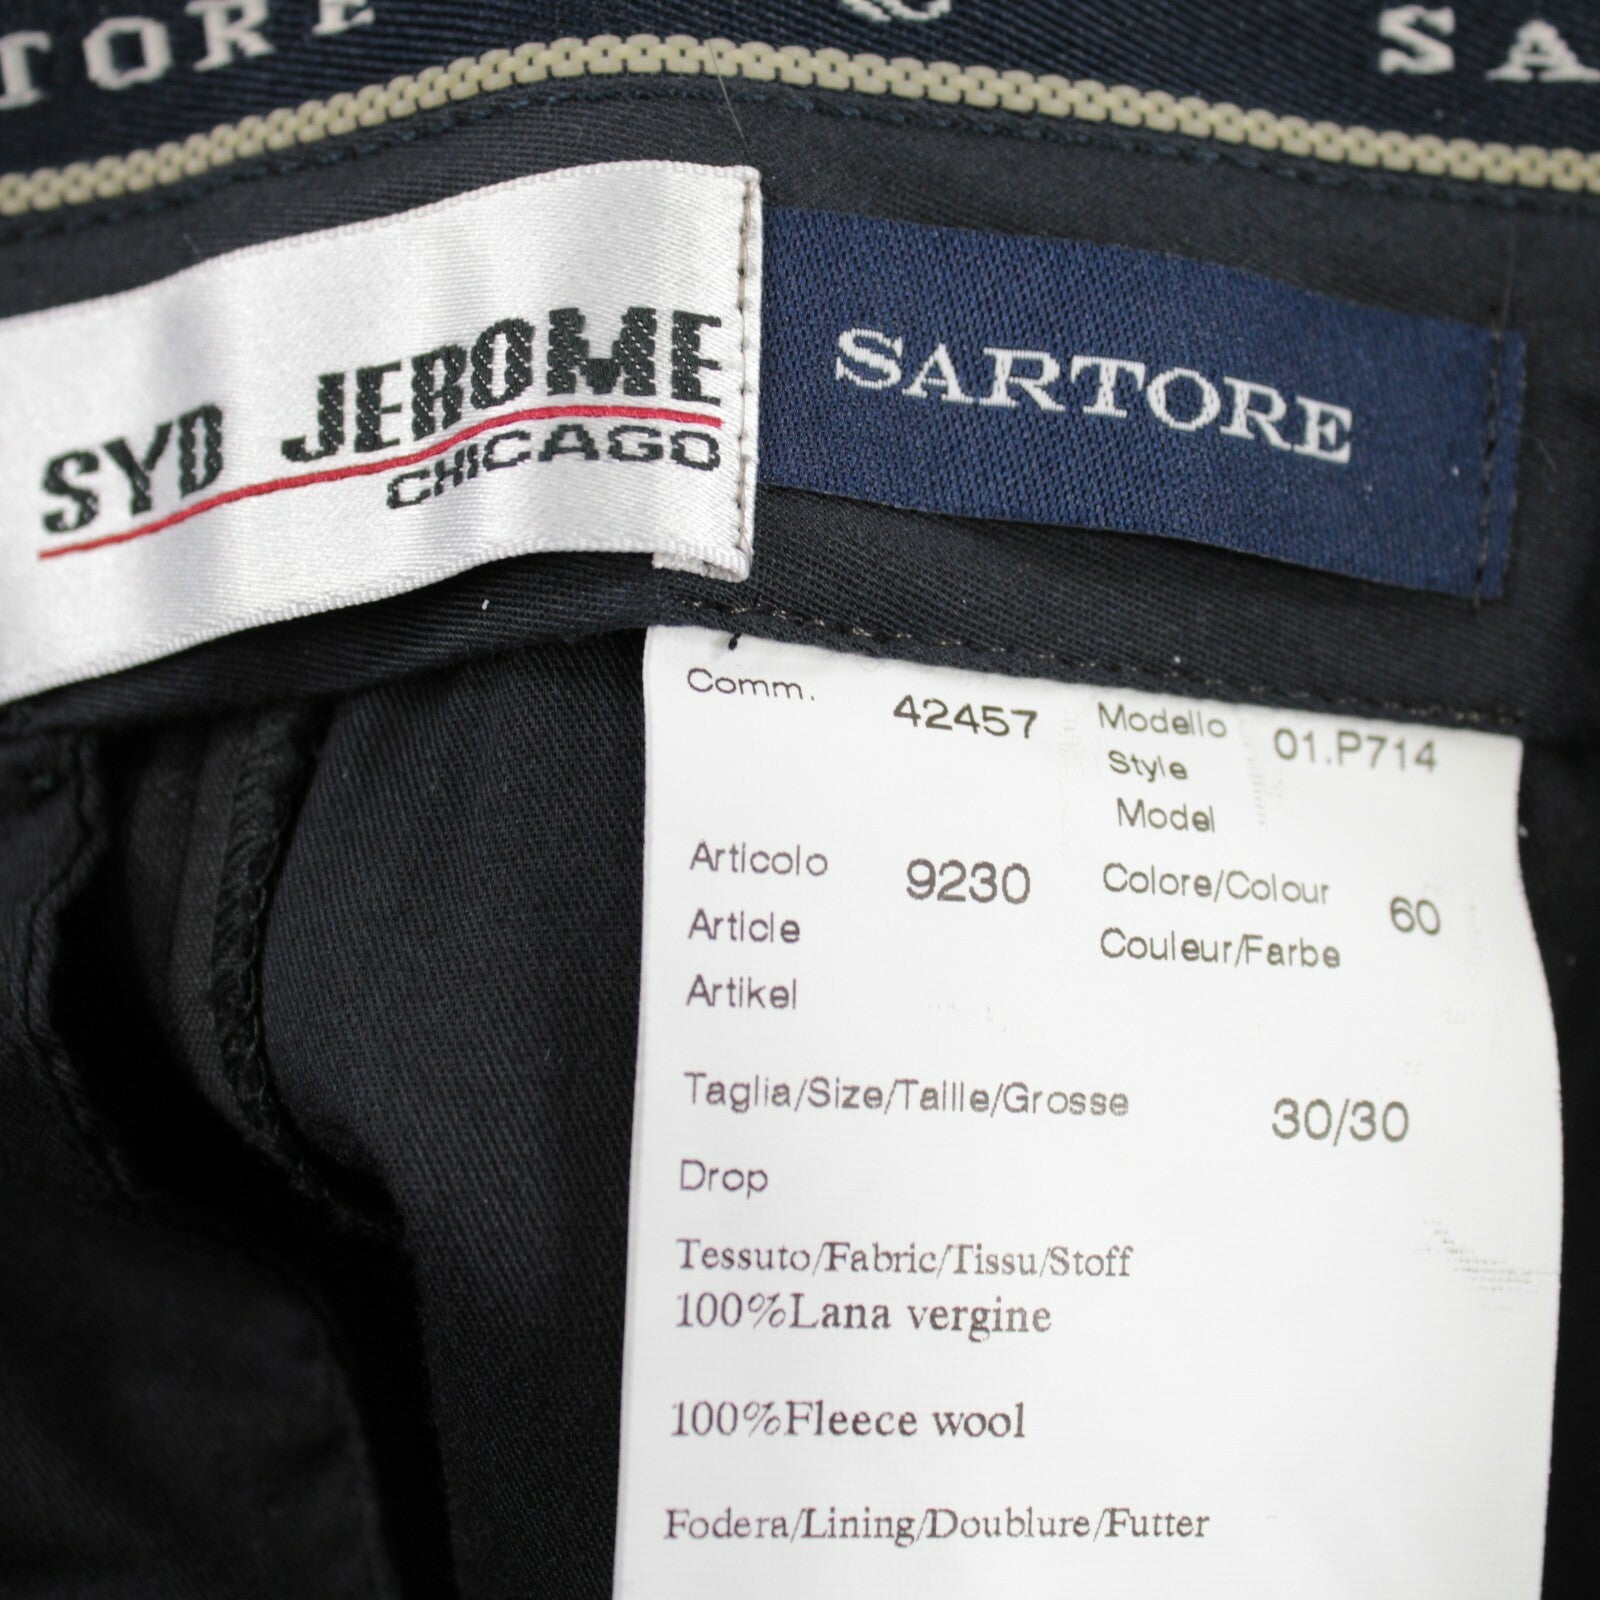 TORE
SA
SYD JEROME
CHICAGO
SARTORE
Comm. 42457
Modello 01.P714
Style
Model
Articolo 9230
Article
Artikel
Colore/Colour 60
Couleur/Farbe
Taglia/Size/Taille/Grosse 30/30
Drop
Tessuto/Fabric/Tissu/Stoff
100%Lana vergine
100%Fleece wool
Fodera/Lining/Doublure/Futter